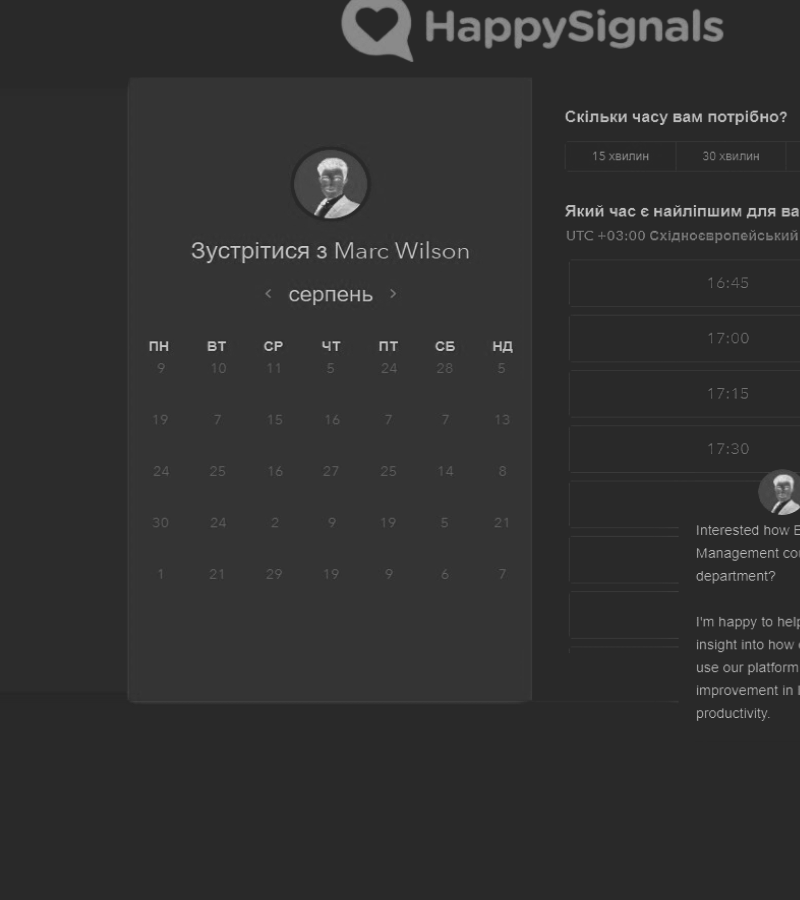 HappySignals
Зустрітися з Marc Wilson
серпень
ПН ВТ СР ЧТ ПТ СБ НД
9 10 11 5 24 28 5
19 7 15 16 7 7 13
24 25 16 27 25 14 8
30 24 2 9 19 5 21
1 21 29 19 9 6 7
Скільки часу вам потрібно?
15 хвилин 30 хвилин
Який час є найліпшим для ва
UTC +03:00 Східноєвропейський
16:45
17:00
17:15
17:30
Interested how E
Management cou
department?
I'm happy to help
insight into how
use our platform
improvement in
productivity.